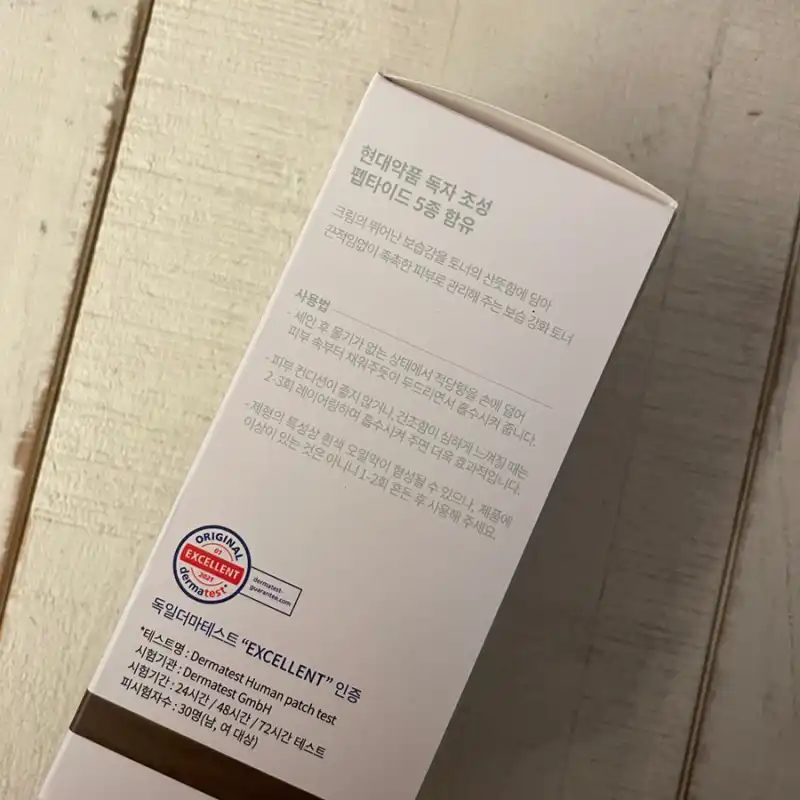 현대약품 독자 조성
펩타이드 5종 함유
크림의 뛰어난 보습감을 토너의 산뜻함에 담아
끈적임없이 촉촉한 피부로 관리해 주는 보습 강화 토너
사용법
- 세안 후 물기가 없는 상태에서 적당량을 손에 덜어
피부 속부터 채워주듯이 두드리면서 흡수시켜 줍니다.
- 피부 컨디션이 좋지 않거나, 건조함이 심하게 느껴질 때는
2-3회 레이어링하며 흡수시켜 주면 더욱 효과적입니다.
- 제형의 특성상 흰색 오일막이 형성될 수 있으나, 제품에
이상이 있는 것은 아니니 1-2회 흔든 후 사용해 주세요.
ORIGINAL
01
EXCELLENT
2021
dermatest
dermatest-
guarantee.com
독일더마테스트 “EXCELLENT” 인증
*테스트명 : Dermatest Human patch test
시험기관 : Dermatest GmbH
시험기간 : 24시간 / 48시간 / 72시간 테스트
피시험자수 : 30명(남, 여 대상)